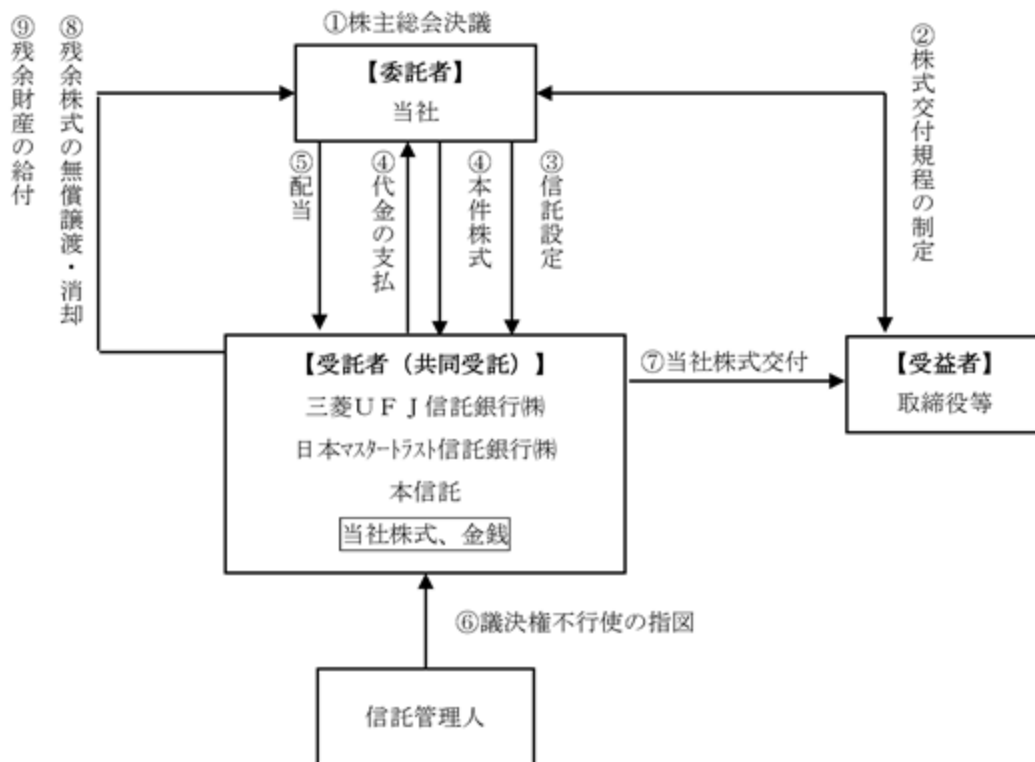 ①株主総会決議
【委託者】
当社
⑨残余財産の給付
⑧残余株式の無償譲渡・消却
②株式交付規程の制定
⑤配当
④代金の支払
④本件株式
③信託設定
【受託者（共同受託）】
三菱ＵＦＪ信託銀行㈱
日本ﾏｽﾀｰﾄﾗｽﾄ信託銀行㈱
本信託
当社株式、金銭
⑦当社株式交付
【受益者】
取締役等
⑥議決権不行使の指図
信託管理人